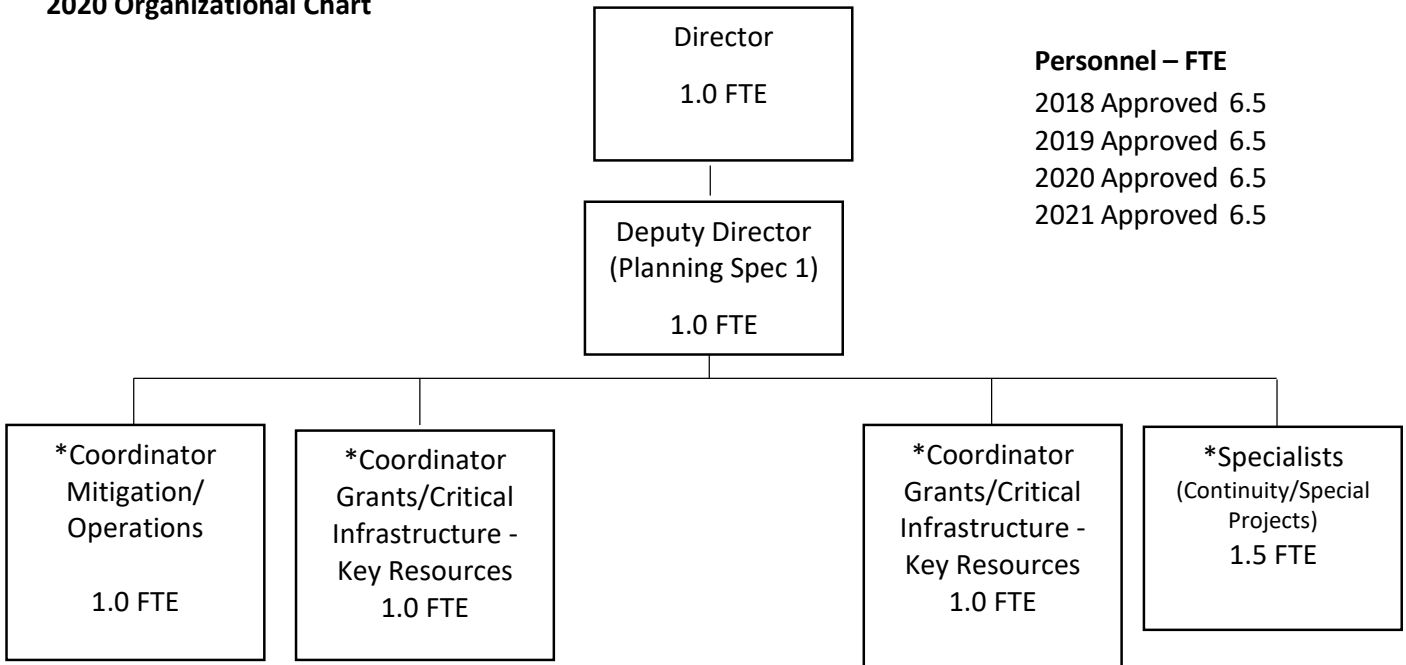 2020 Organizational Chart
Director
1.0 FTE
Personnel – FTE
2018 Approved 6.5
2019 Approved 6.5
2020 Approved 6.5
2021 Approved 6.5
Deputy Director
(Planning Spec 1)
1.0 FTE
*Coordinator
Mitigation/
Operations
1.0 FTE
*Coordinator
Grants/Critical
Infrastructure -
Key Resources
1.0 FTE
*Coordinator
Grants/Critical
Infrastructure -
Key Resources
1.0 FTE
*Specialists
(Continuity/Special
Projects)
1.5 FTE